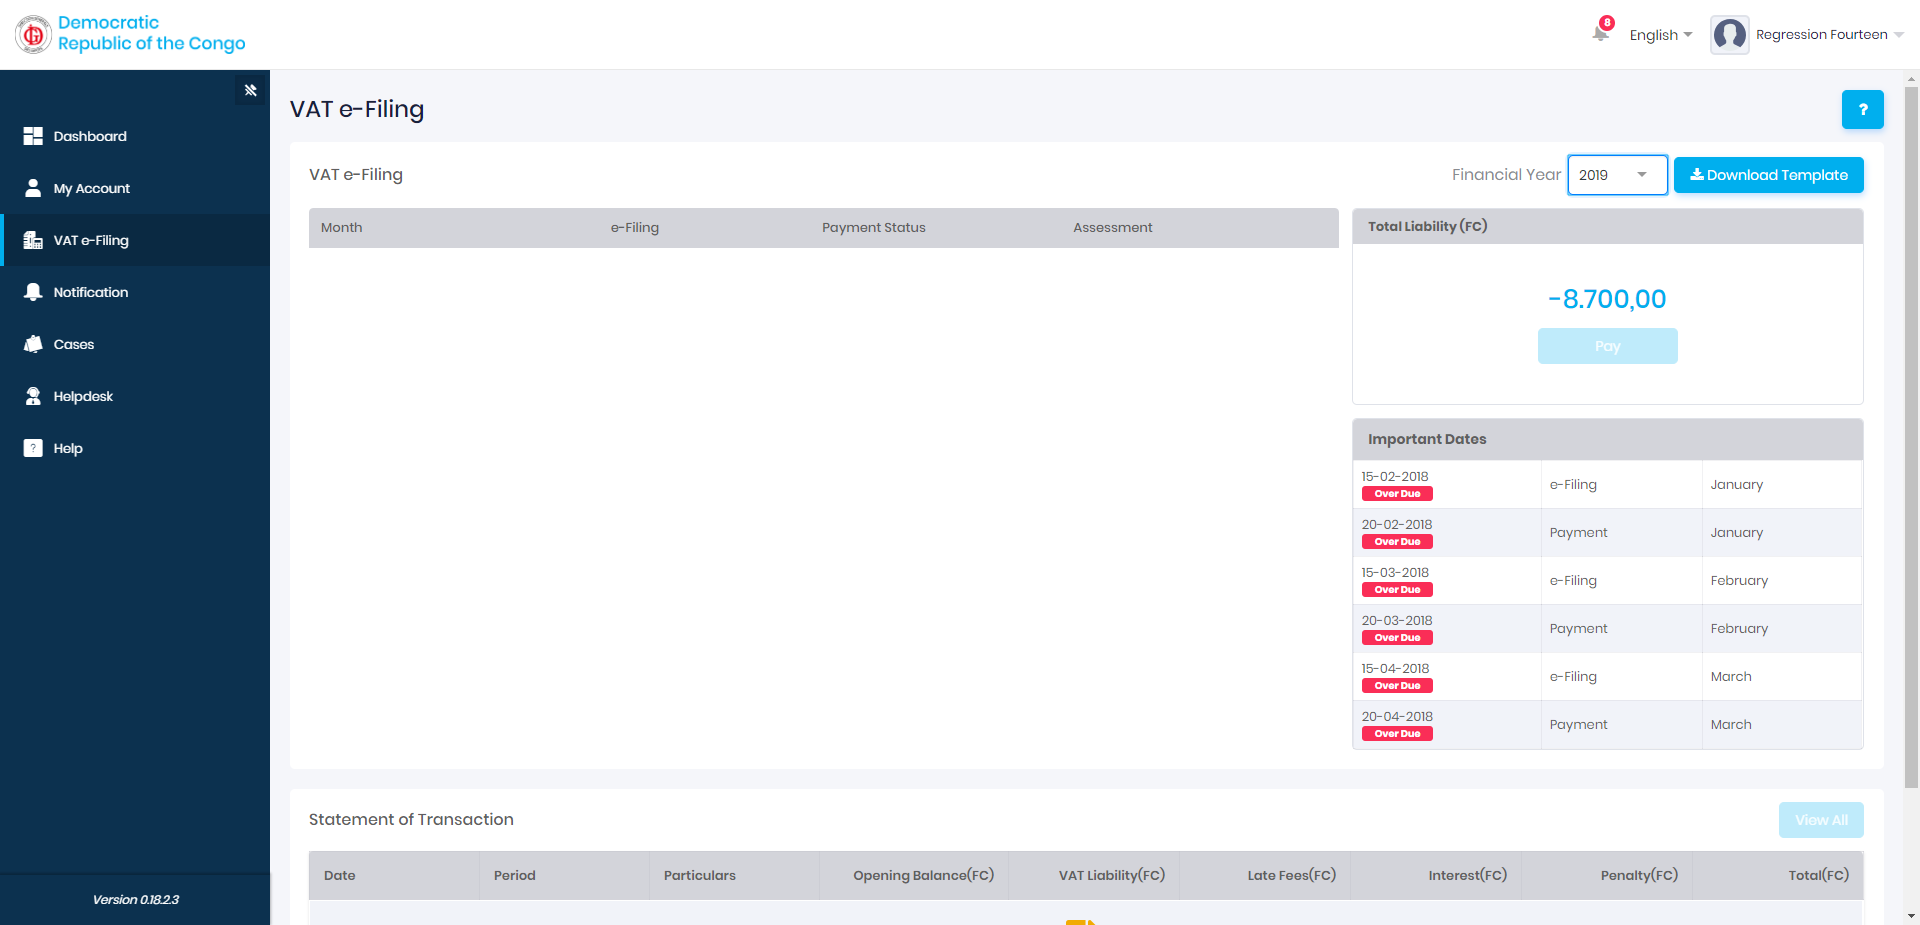 Democratic
Republic of the Congo
8
English
Regression Fourteen
Dashboard
My Account
VAT e-Filing
Notification
Cases
Helpdesk
? Help
Version 0.18.2.3
VAT e-Filing
?
VAT e-Filing
Financial Year 2019 Download Template
Month e-Filing Payment Status Assessment
Total Liability (FC)
-8.700,00
Pay
Important Dates
15-02-2018
Over Due
e-Filing January
20-02-2018
Over Due
Payment January
15-03-2018
Over Due
e-Filing February
20-03-2018
Over Due
Payment February
15-04-2018
Over Due
e-Filing March
20-04-2018
Over Due
Payment March
Statement of Transaction
View All
Date Period Particulars Opening Balance(FC) VAT Liability(FC) Late Fees(FC) Interest(FC) Penalty(FC) Total(FC)